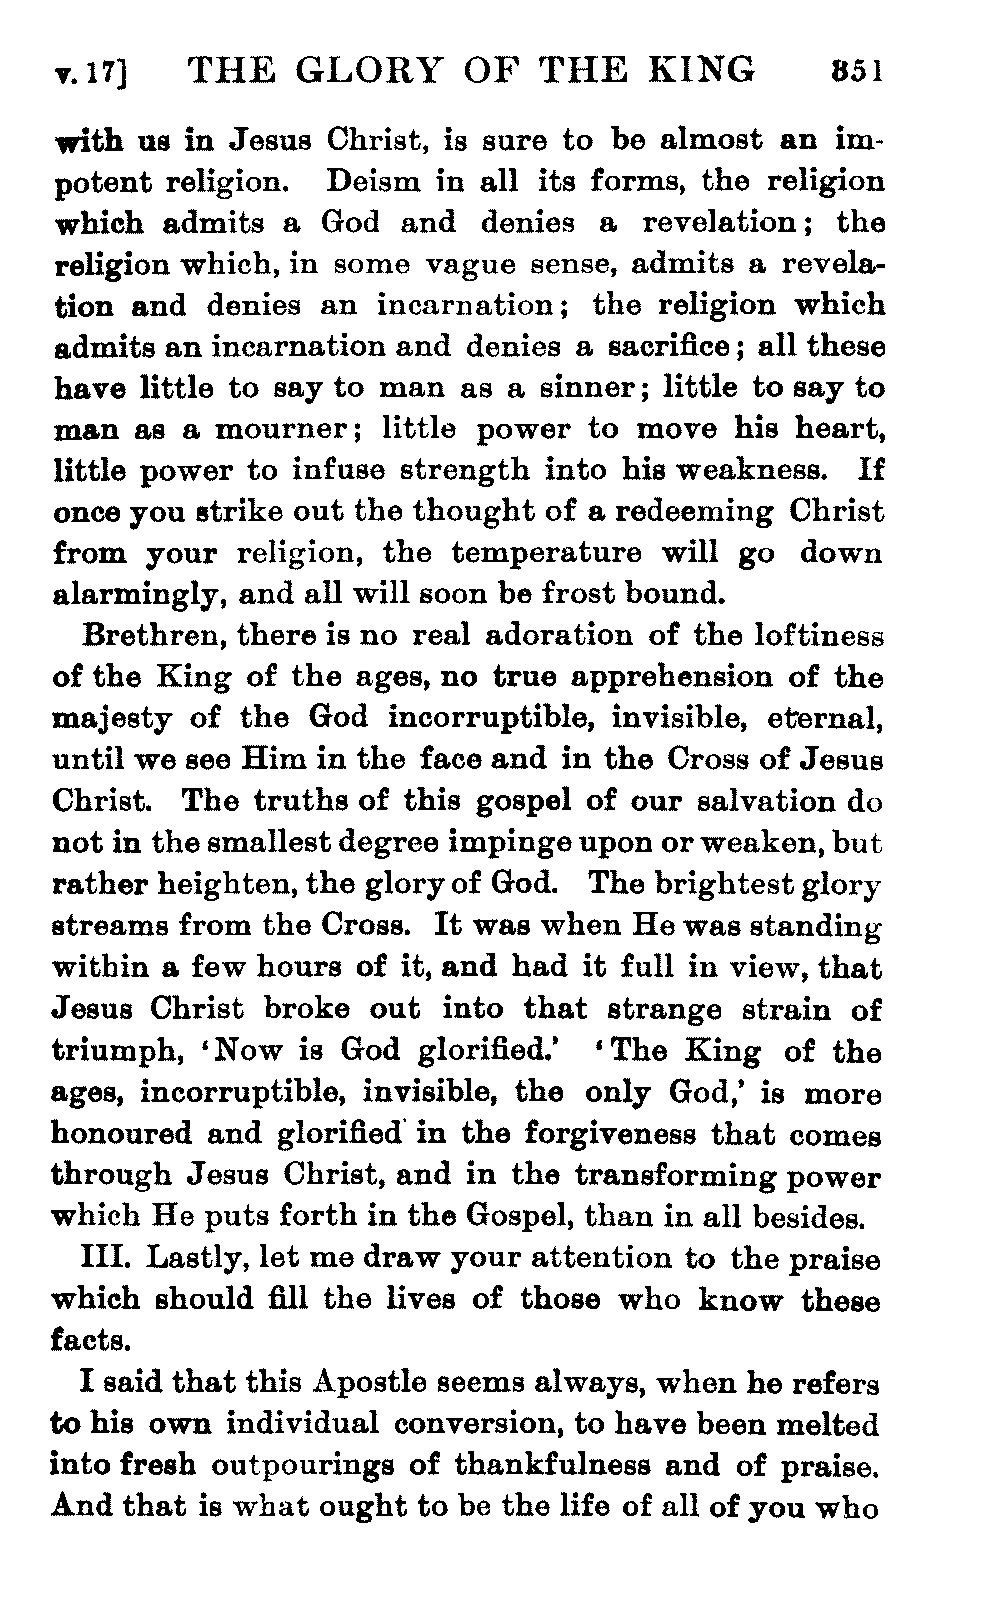 v. 17] THE GLORY OF THE KING 351
with us in Jesus Christ, is sure to be almost an im-
potent religion. Deism in all its forms, the religion
which admits a God and denies a revelation; the
religion which, in some vague sense, admits a revela-
tion and denies an incarnation; the religion which
admits an incarnation and denies a sacrifice; all these
have little to say to man as a sinner; little to say to
man as a mourner; little power to move his heart,
little power to infuse strength into his weakness. If
once you strike out the thought of a redeeming Christ
from your religion, the temperature will go down
alarmingly, and all will soon be frost bound.
Brethren, there is no real adoration of the loftiness
of the King of the ages, no true apprehension of the
majesty of the God incorruptible, invisible, eternal,
until we see Him in the face and in the Cross of Jesus
Christ. The truths of this gospel of our salvation do
not in the smallest degree impinge upon or weaken, but
rather heighten, the glory of God. The brightest glory
streams from the Cross. It was when He was standing
within a few hours of it, and had it full in view, that
Jesus Christ broke out into that strange strain of
triumph, ‘Now is God glorified.’ ‘The King of the
ages, incorruptible, invisible, the only God,’ is more
honoured and glorified in the forgiveness that comes
through Jesus Christ, and in the transforming power
which He puts forth in the Gospel, than in all besides.
III. Lastly, let me draw your attention to the praise
which should fill the lives of those who know these
facts.
I said that this Apostle seems always, when he refers
to his own individual conversion, to have been melted
into fresh outpourings of thankfulness and of praise.
And that is what ought to be the life of all of you who